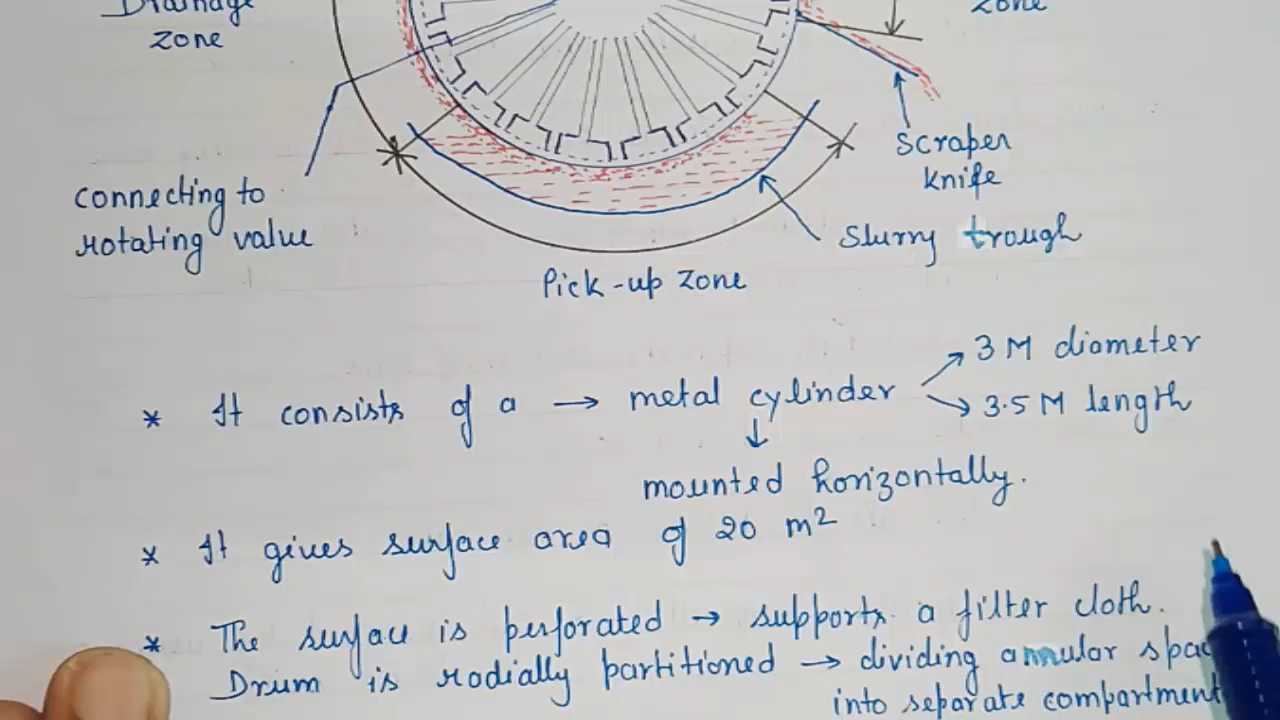 Drainage
zone
zone
scraper
knife
connecting to
rotating value
slurry trough
Pick-up zone
* It consists of a → metal cylinder
→ 3 M diameter
→ 3.5 M length
↓
mounted horizontally.
* It gives surface area of 20 m²
* The surface is perforated → supports a filter cloth.
Drum is radially partitioned → dividing annular spac
into separate compartment